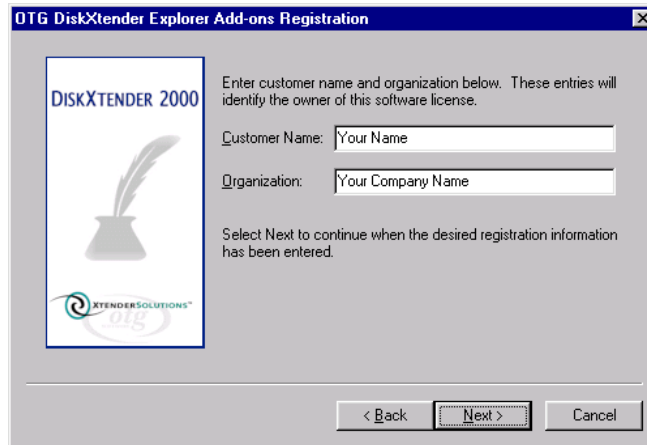 OTG DiskXtender Explorer Add-ons Registration
DISKXTENDER 2000
Enter customer name and organization below. These entries will
identify the owner of this software license.
Customer Name: Your Name
Organization: Your Company Name
Select Next to continue when the desired registration information
has been entered.
XTENDERSOLUTIONS™
otg
< Back
Next >
Cancel